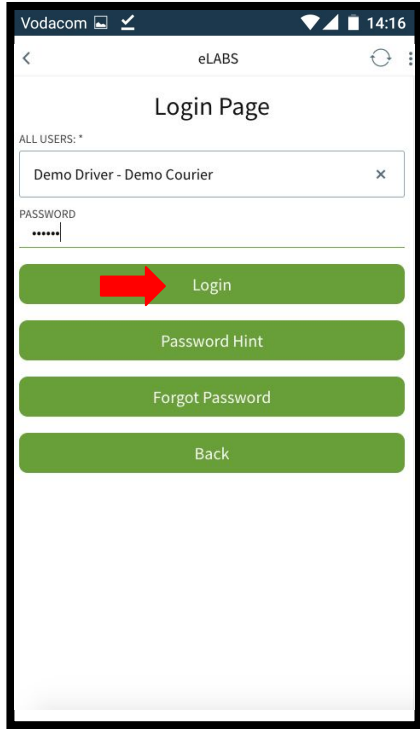 Vodacom 14:16
eLABS
Login Page
ALL USERS: *
Demo Driver - Demo Courier ×
PASSWORD
••••••
Login
Password Hint
Forgot Password
Back